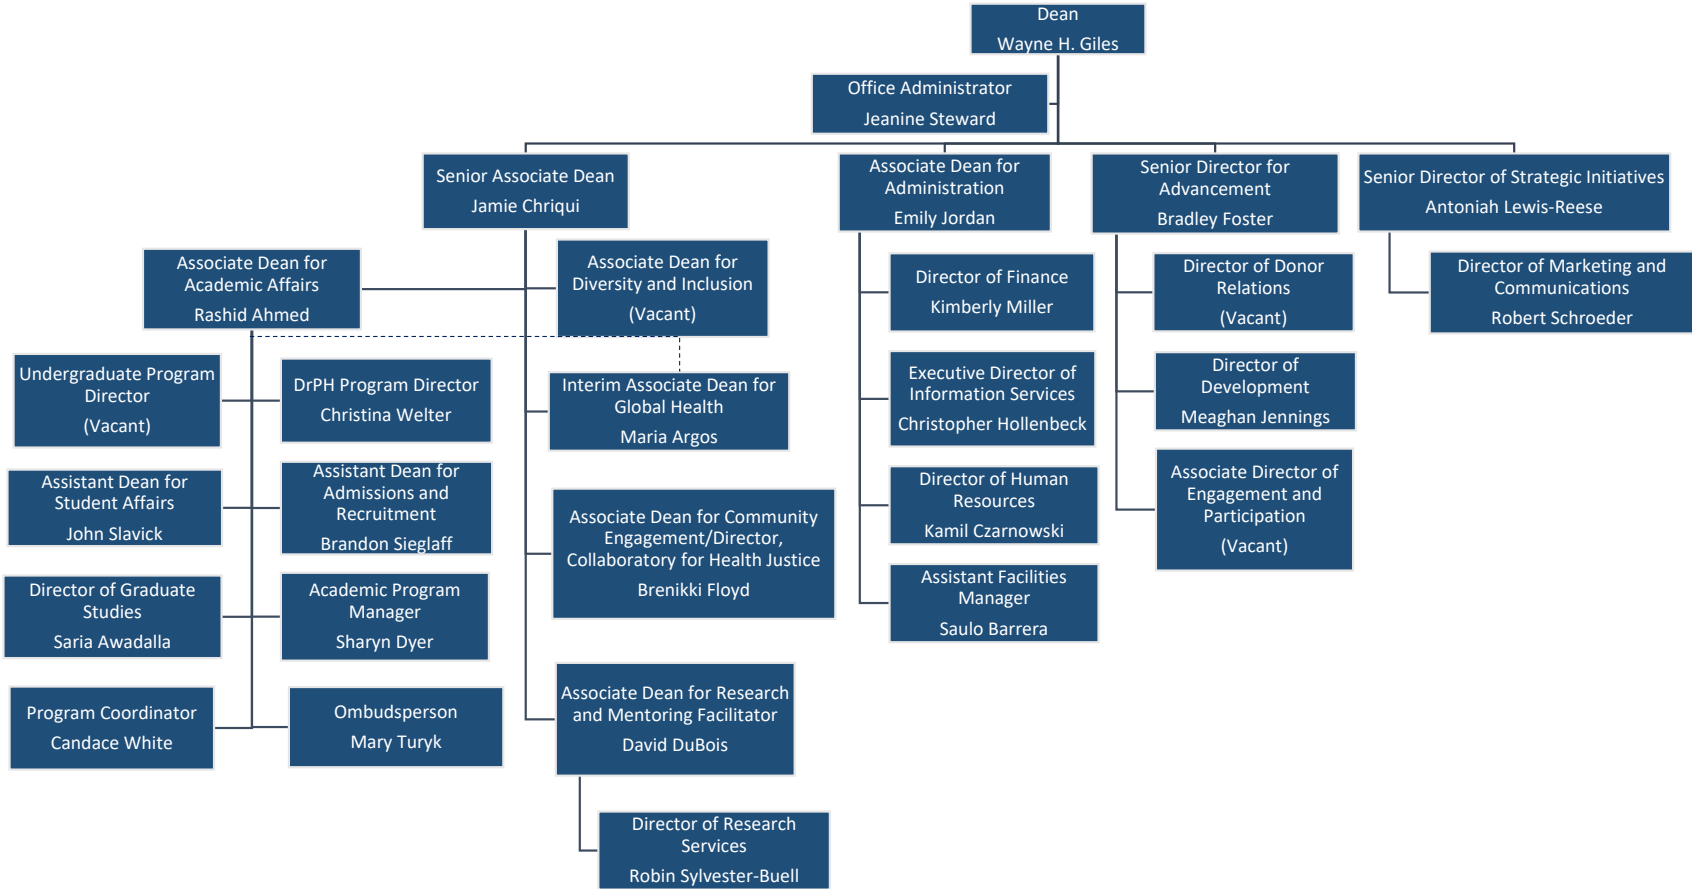 Dean
Wayne H. Giles
Office Administrator
Jeanine Steward
Senior Associate Dean
Jamie Chriqui
Associate Dean for
Administration
Emily Jordan
Senior Director for
Advancement
Bradley Foster
Senior Director of Strategic Initiatives
Antoniah Lewis-Reese
Associate Dean for
Academic Affairs
Rashid Ahmed
Associate Dean for
Diversity and Inclusion
(Vacant)
Director of Finance
Kimberly Miller
Director of Donor
Relations
(Vacant)
Director of Marketing and
Communications
Robert Schroeder
Undergraduate Program
Director
(Vacant)
DrPH Program Director
Christina Welter
Interim Associate Dean for
Global Health
Maria Argos
Executive Director of
Information Services
Christopher Hollenbeck
Director of
Development
Meaghan Jennings
Assistant Dean for
Student Affairs
John Slavick
Assistant Dean for
Admissions and
Recruitment
Brandon Sieglaff
Associate Dean for Community
Engagement/Director,
Collaboratory for Health Justice
Brenikki Floyd
Director of Human
Resources
Kamil Czarnowski
Associate Director of
Engagement and
Participation
(Vacant)
Director of Graduate
Studies
Saria Awadalla
Academic Program
Manager
Sharyn Dyer
Assistant Facilities
Manager
Saulo Barrera
Program Coordinator
Candace White
Ombudsperson
Mary Turyk
Associate Dean for Research
and Mentoring Facilitator
David DuBois
Director of Research
Services
Robin Sylvester-Buell